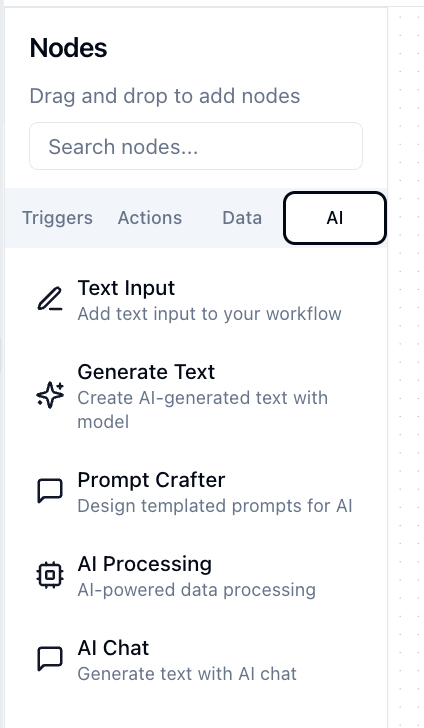 Nodes
Drag and drop to add nodes
Search nodes...
Triggers Actions Data AI
Text Input
Add text input to your workflow
Generate Text
Create AI-generated text with
model
Prompt Crafter
Design templated prompts for AI
AI Processing
AI-powered data processing
AI Chat
Generate text with AI chat